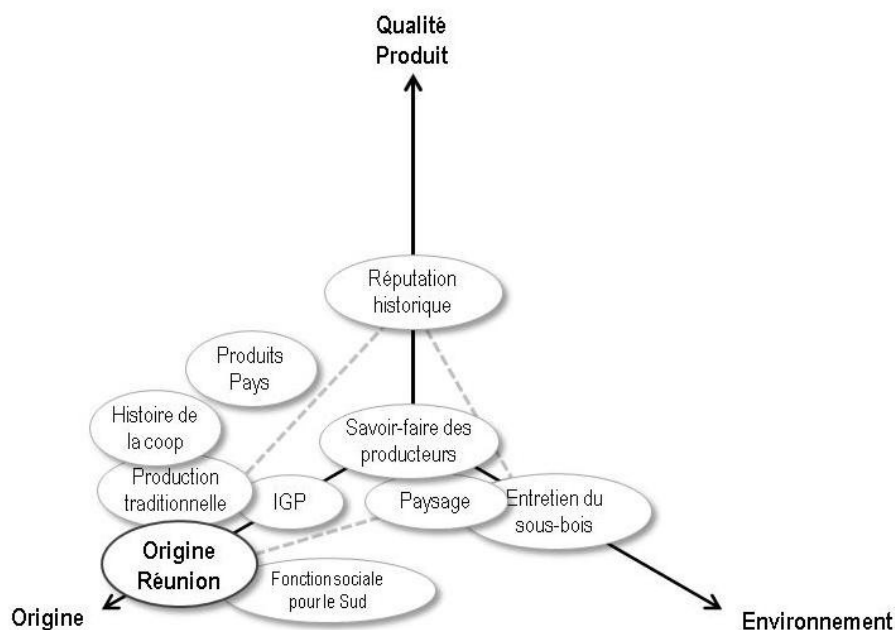 Qualité
Produit
Réputation
historique
Produits
Pays
Histoire de
la coop
Savoir-faire des
producteurs
Production
traditionnelle
IGP
Paysage
Entretien du
sous-bois
Origine
Réunion
Fonction sociale
pour le Sud
Origine
Environnement